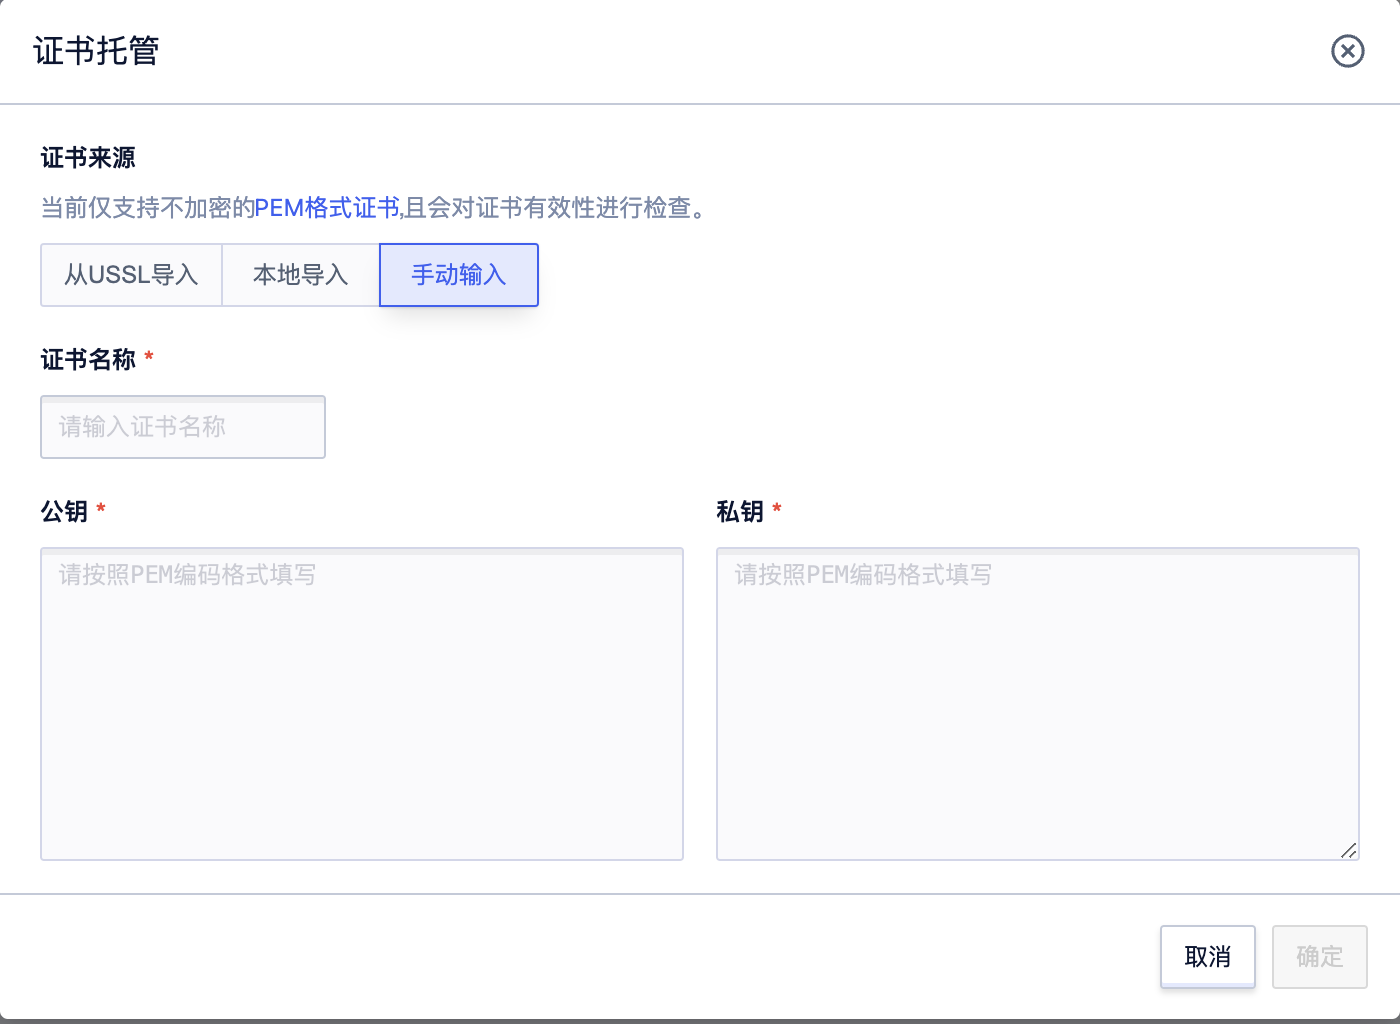 证书托管
证书来源
当前仅支持不加密的PEM格式证书,且会对证书有效性进行检查。
从USSL导入 本地导入 手动输入
证书名称 *
请输入证书名称
公钥 * 私钥 *
请按照PEM编码格式填写 请按照PEM编码格式填写
取消 确定